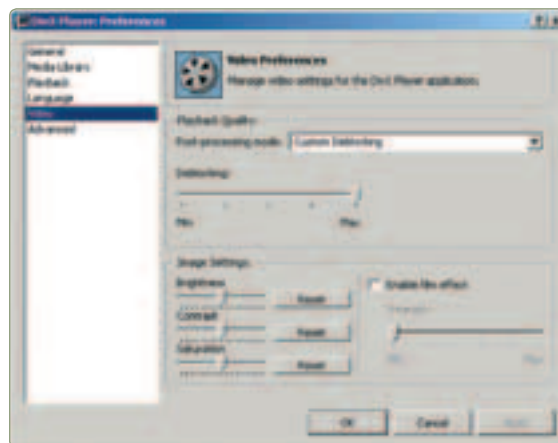 DivX Player Preferences
General
Media Library
Playback
Language
Video
Advanced
Video Preferences
Manage video settings for the DivX Player applications.
Playback Quality
Post-processing mode: Custom Deblocking
Deblocking:
Min Max
Image Settings
Brightness
Reset
Contrast
Reset
Saturation
Reset
Enable film effect
Min Max
OK Cancel Apply